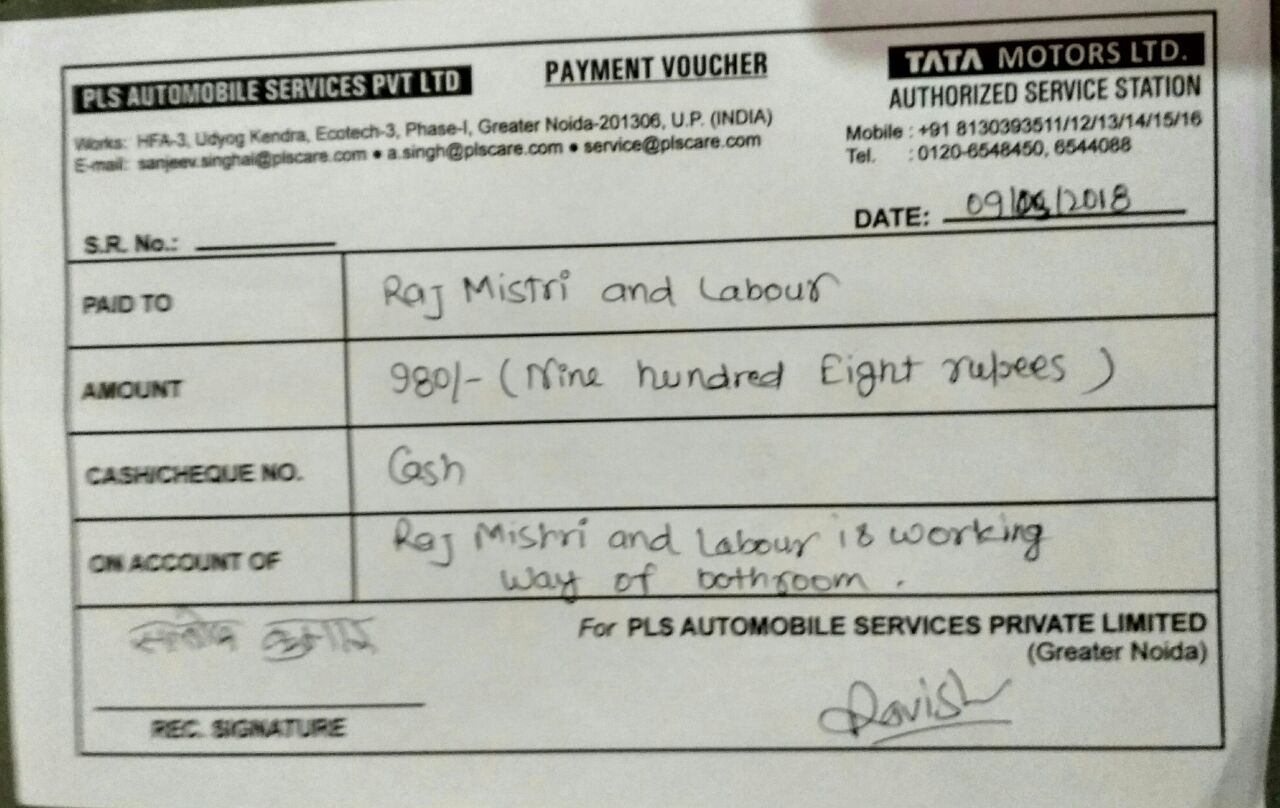 PLS AUTOMOBILE SERVICES PVT LTD
PAYMENT VOUCHER
TATA MOTORS LTD.
AUTHORIZED SERVICE STATION
Works: HFA-3, Udyog Kendra, Ecotech-3, Phase-I, Greater Noida-201306, U.P. (INDIA)
E-mail: sanjeev.singhal@plscare.com • a.singh@plscare.com • service@plscare.com
Mobile : +91 8130393511/12/13/14/15/16
Tel. : 0120-6548450, 6544088
DATE: 09/06/2018
S.R. No.:
PAID TO Raj Mistri and Labour
AMOUNT 980/- (Nine hundred Eight rupees )
CASH/CHEQUE NO. Cash
ON ACCOUNT OF Raj Mistri and Labour is working
way of bothroom .
कुमार
For PLS AUTOMOBILE SERVICES PRIVATE LIMITED
(Greater Noida)
Ravish
REC. SIGNATURE